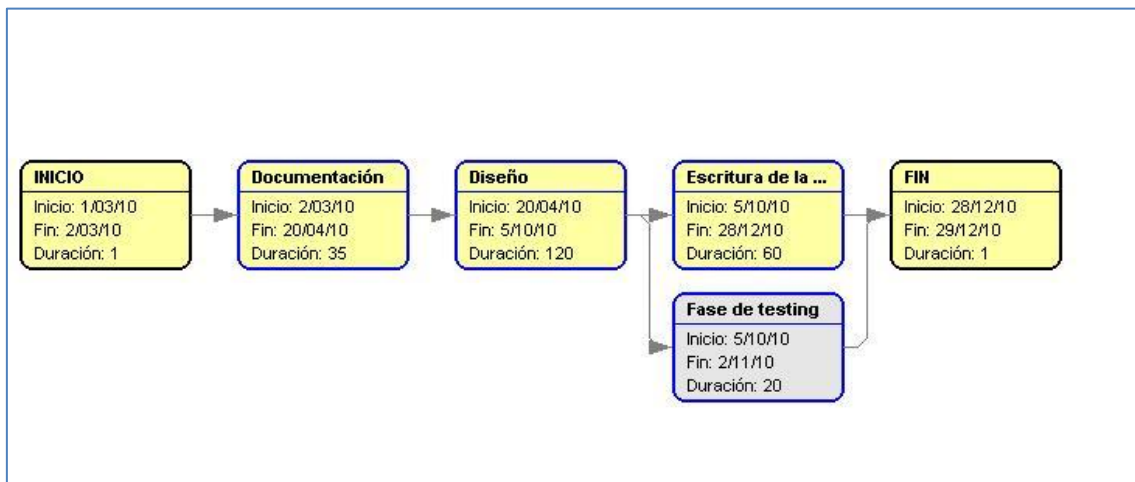 INICIO
Inicio: 1/03/10
Fin: 2/03/10
Duración: 1
Documentación
Inicio: 2/03/10
Fin: 20/04/10
Duración: 35
Diseño
Inicio: 20/04/10
Fin: 5/10/10
Duración: 120
Escritura de la ...
Inicio: 5/10/10
Fin: 28/12/10
Duración: 60
FIN
Inicio: 28/12/10
Fin: 29/12/10
Duración: 1
Fase de testing
Inicio: 5/10/10
Fin: 2/11/10
Duración: 20